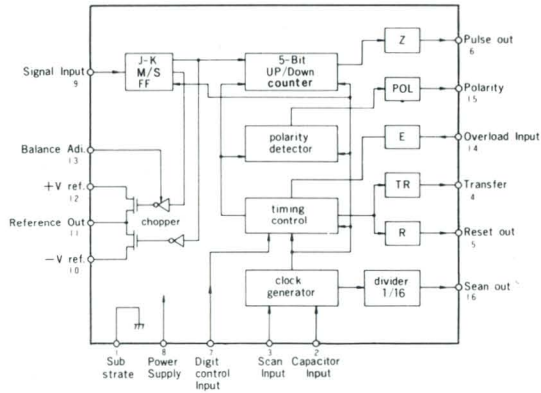 J-K
M/S
FF
5-Bit
UP/Down
counter
Z
Pulse out
6
Signal Input
9
POL
Polarity
15
polarity
detector
E
Overload Input
14
Balance Adj.
13
+V ref.
12
TR
Transfer
4
Reference Out
11
chopper
timing
control
R
Reset out
5
−V ref.
10
clock
generator
divider
1/16
Sean out
16
1
Sub
strate
8
Power
Supply
7
Digit
control
Input
3
Scan
Input
2
Capacitor
Input